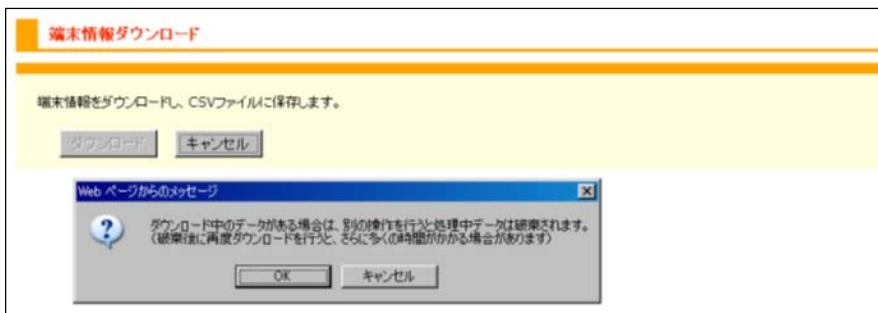 端末情報ダウンロード
端末情報をダウンロードし、CSVファイルに保存します。
ダウンロード キャンセル
Web ページからのメッセージ
ダウンロード中のデータがある場合は、別の操作を行うと処理中データは破棄されます。
(破棄後に再度ダウンロードを行うと、さらに多くの時間がかかる場合があります)
OK キャンセル